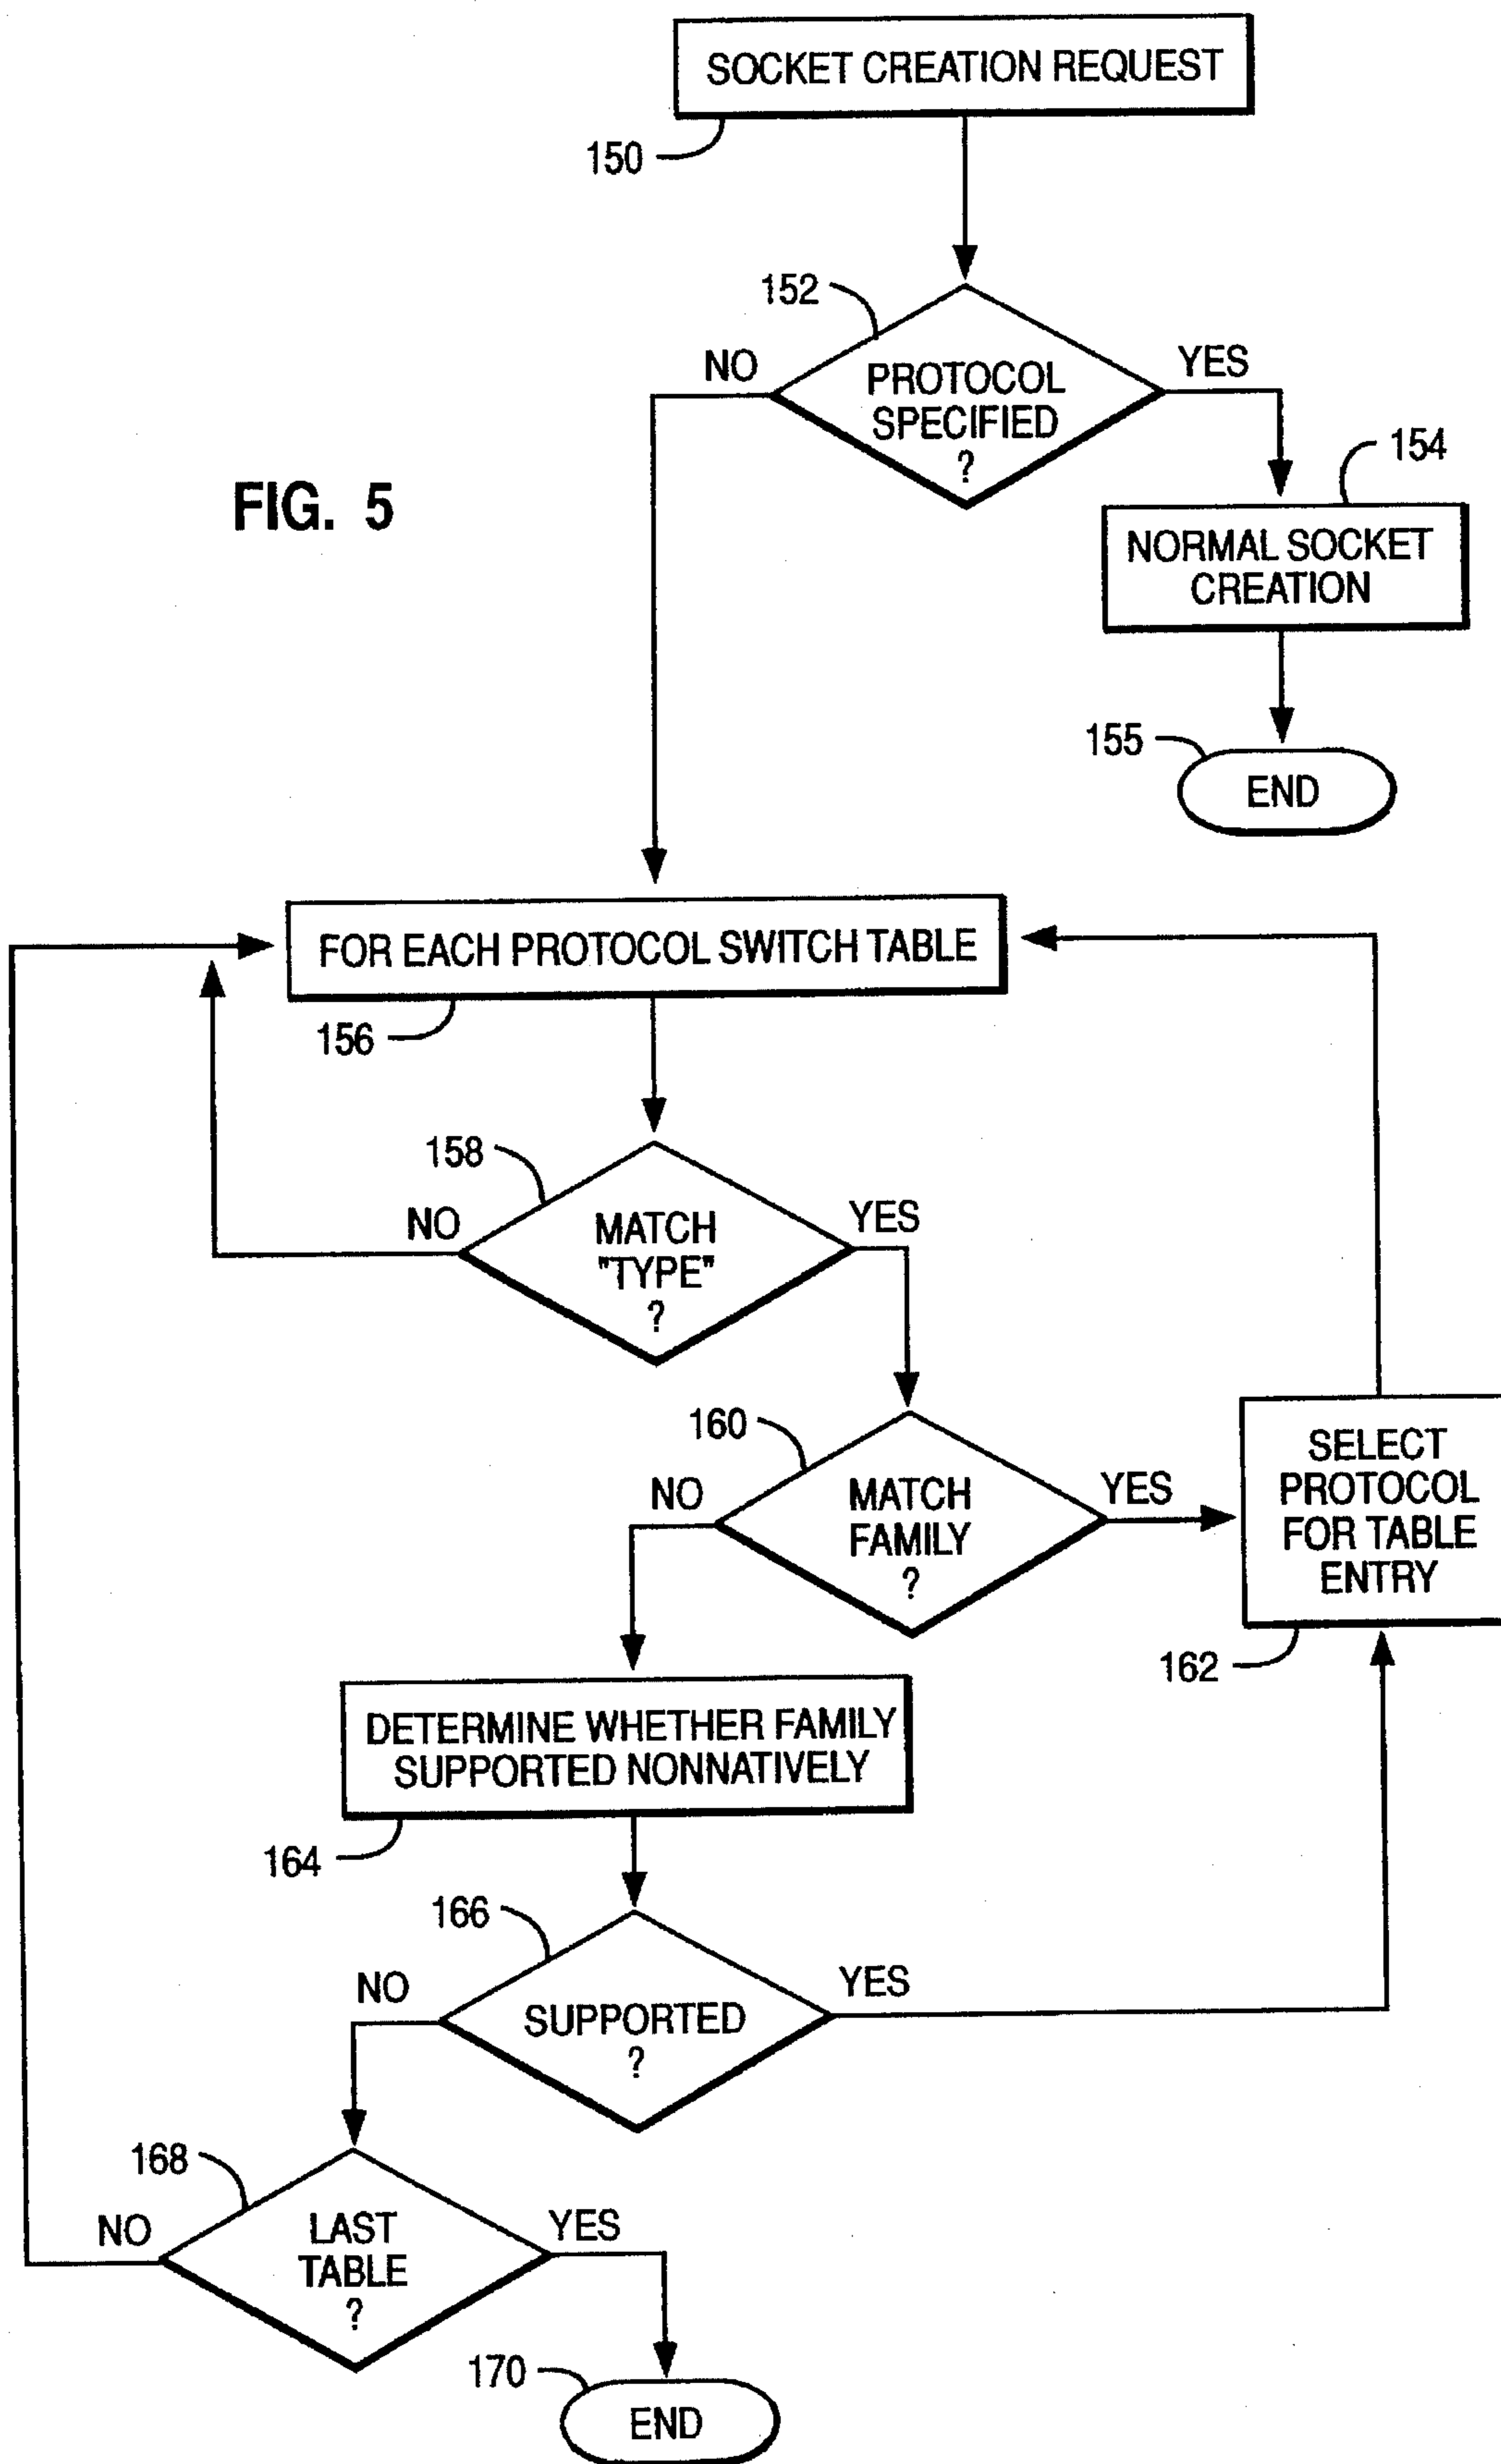 SOCKET CREATION REQUEST
150
152
NO
YES
PROTOCOL
SPECIFIED
?
154
FIG. 5
NORMAL SOCKET
CREATION
155
END
FOR EACH PROTOCOL SWITCH TABLE
156
158
NO
YES
MATCH
"TYPE"
?
160
NO
YES
MATCH
FAMILY
?
SELECT
PROTOCOL
FOR TABLE
ENTRY
162
DETERMINE WHETHER FAMILY
SUPPORTED NONNATIVELY
164
166
NO
YES
SUPPORTED
?
168
NO
YES
LAST
TABLE
?
170
END